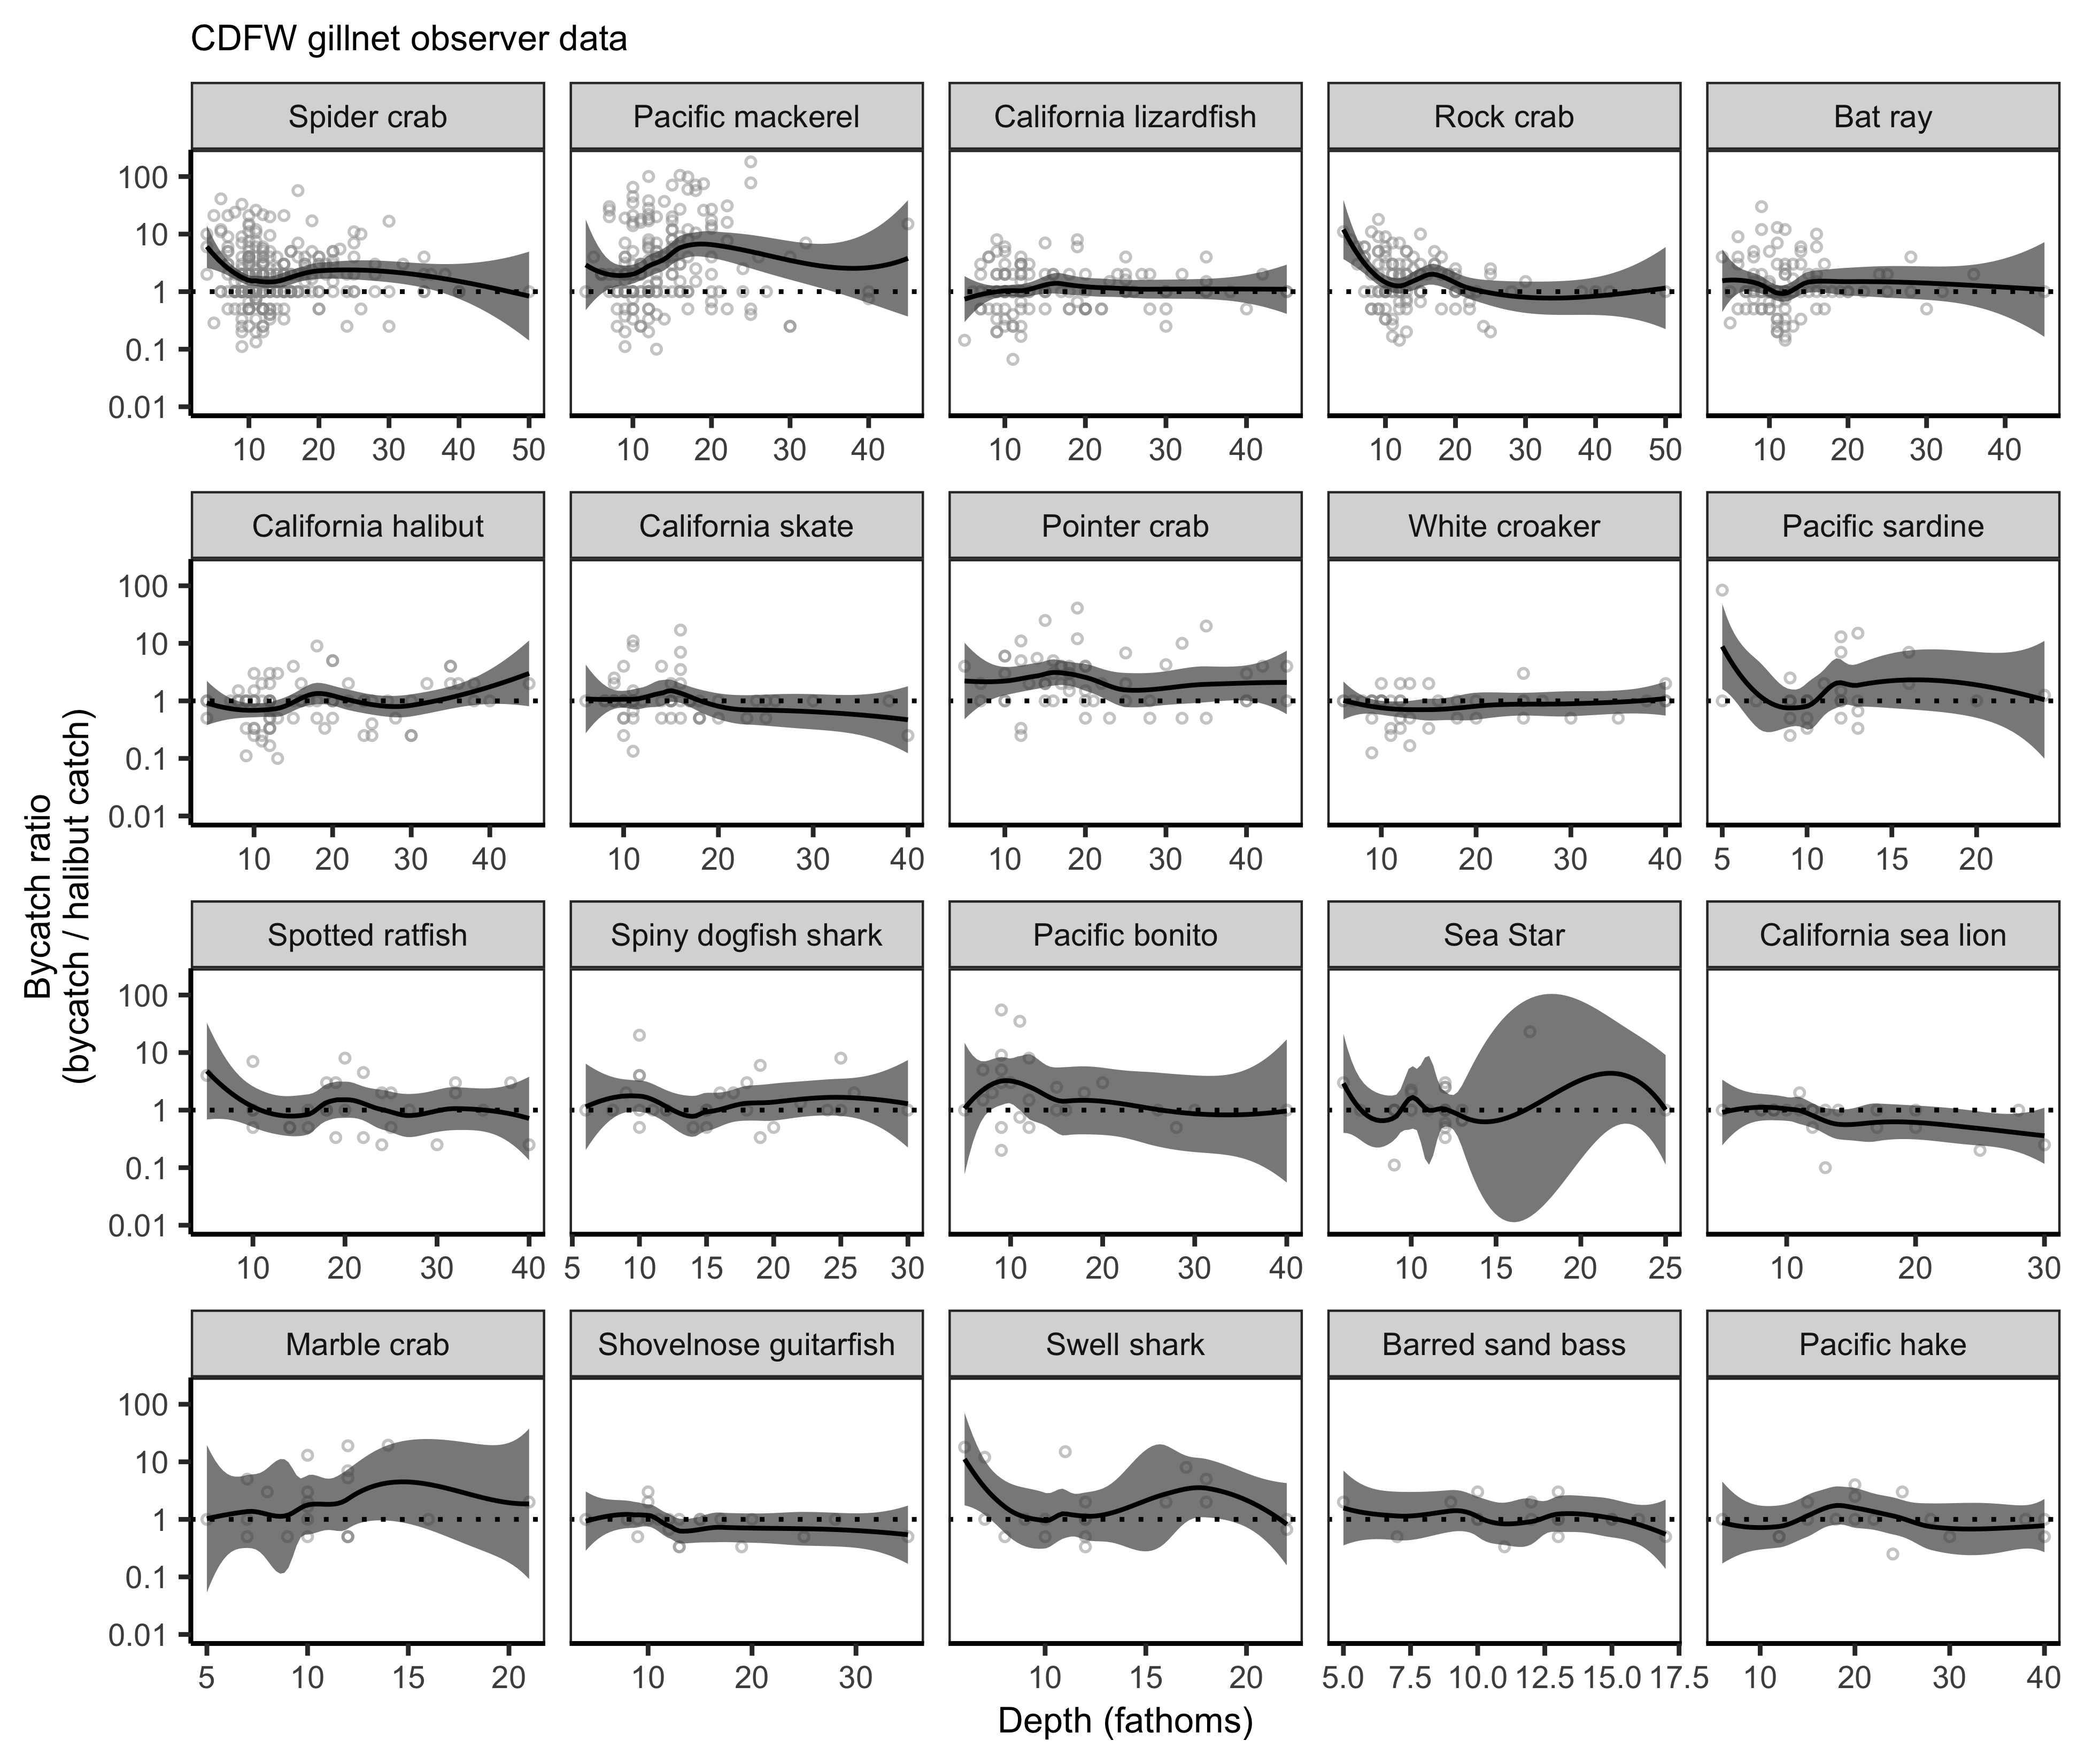 CDFW gillnet observer data
Spider crab Pacific mackerel California lizardfish Rock crab Bat ray
100
10
1
0.1
0.01
10 20 30 40 50 10 20 30 40 10 20 30 40 10 20 30 40 50 10 20 30 40
California halibut California skate Pointer crab White croaker Pacific sardine
100
10
1
0.1
0.01
10 20 30 40 10 20 30 40 10 20 30 40 10 20 30 40 5 10 15 20
Bycatch ratio
(bycatch / halibut catch)
Spotted ratfish Spiny dogfish shark Pacific bonito Sea Star California sea lion
100
10
1
0.1
0.01
10 20 30 40 5 10 15 20 25 30 10 20 30 40 10 15 20 25 10 20 30
Marble crab Shovelnose guitarfish Swell shark Barred sand bass Pacific hake
100
10
1
0.1
0.01
5 10 15 20 10 20 30 10 15 20 5.0 7.5 10.0 12.5 15.0 17.5 10 20 30 40
Depth (fathoms)